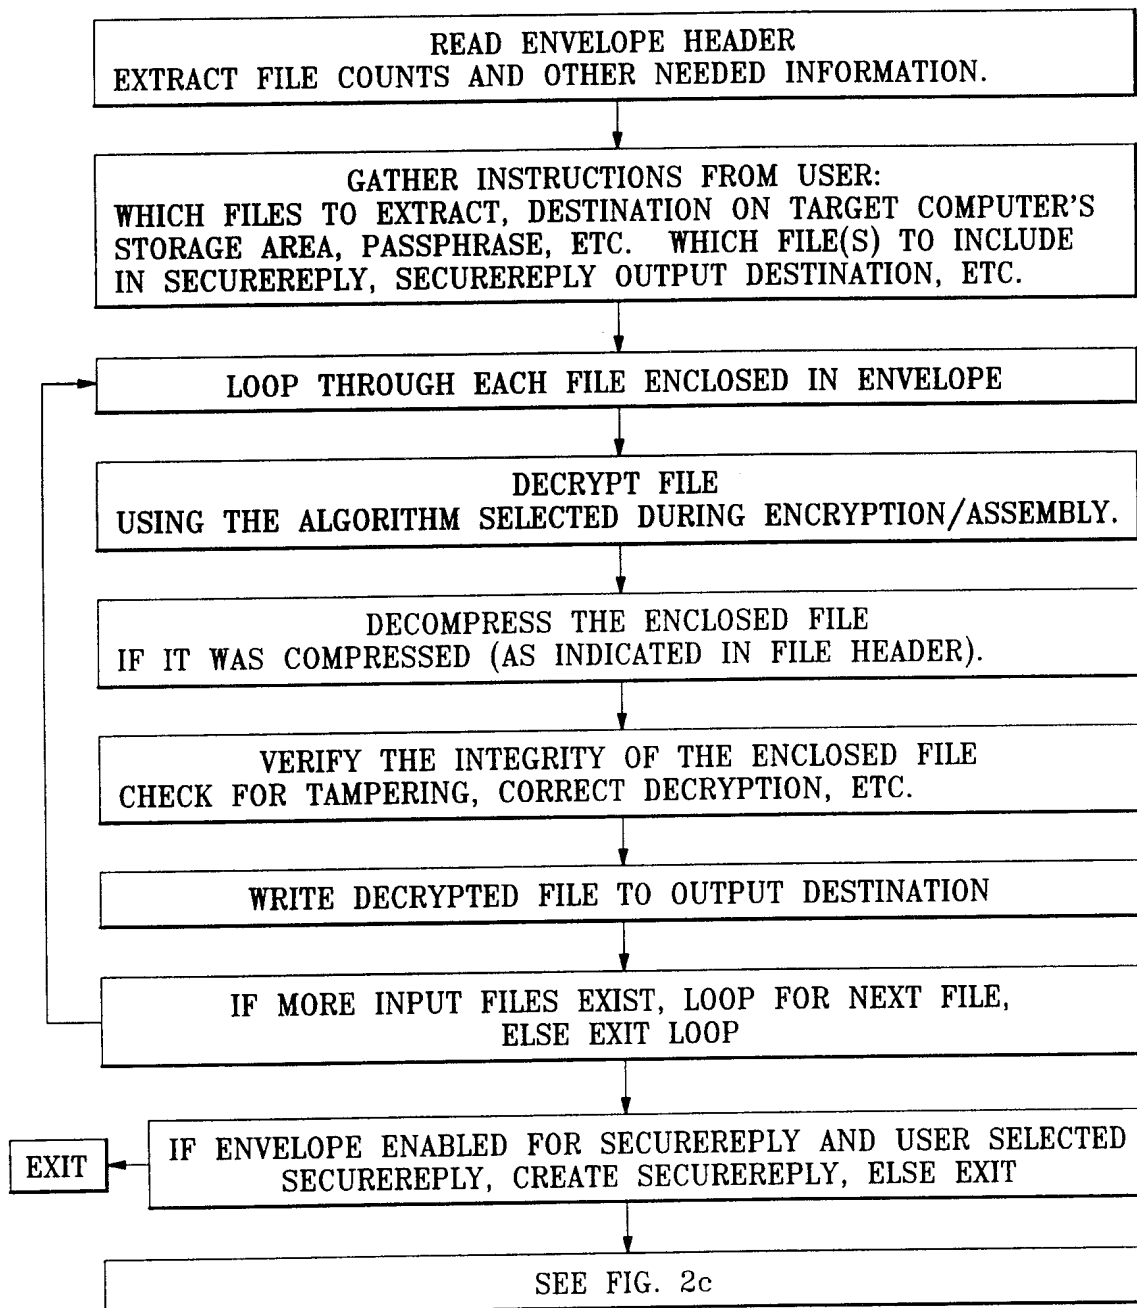 READ ENVELOPE HEADER
EXTRACT FILE COUNTS AND OTHER NEEDED INFORMATION.
GATHER INSTRUCTIONS FROM USER:
WHICH FILES TO EXTRACT, DESTINATION ON TARGET COMPUTER'S
STORAGE AREA, PASSPHRASE, ETC. WHICH FILE(S) TO INCLUDE
IN SECUREREPLY, SECUREREPLY OUTPUT DESTINATION, ETC.
LOOP THROUGH EACH FILE ENCLOSED IN ENVELOPE
DECRYPT FILE
USING THE ALGORITHM SELECTED DURING ENCRYPTION/ASSEMBLY.
DECOMPRESS THE ENCLOSED FILE
IF IT WAS COMPRESSED (AS INDICATED IN FILE HEADER).
VERIFY THE INTEGRITY OF THE ENCLOSED FILE
CHECK FOR TAMPERING, CORRECT DECRYPTION, ETC.
WRITE DECRYPTED FILE TO OUTPUT DESTINATION
IF MORE INPUT FILES EXIST, LOOP FOR NEXT FILE,
ELSE EXIT LOOP
EXIT
IF ENVELOPE ENABLED FOR SECUREREPLY AND USER SELECTED
SECUREREPLY, CREATE SECUREREPLY, ELSE EXIT
SEE FIG. 2c